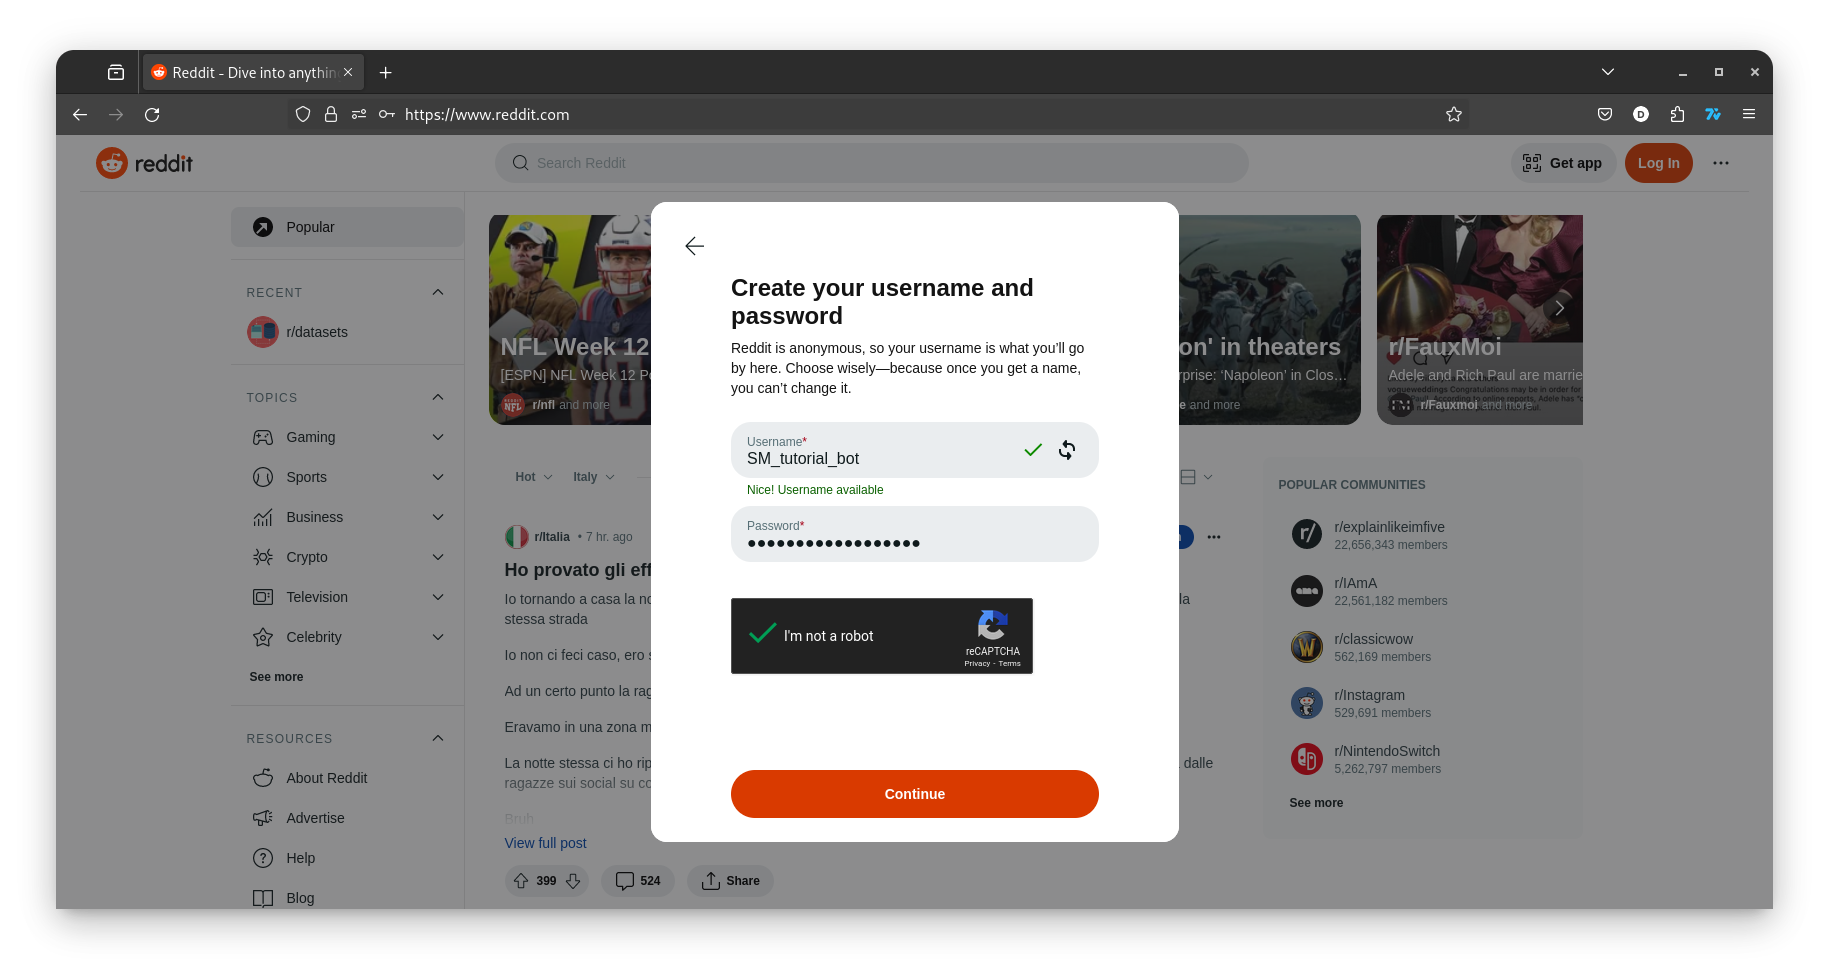 Reddit - Dive into anythin
https://www.reddit.com
reddit
Search Reddit
Get app
Log In
Popular
RECENT
r/datasets
TOPICS
Gaming
Sports
Business
Crypto
Television
Celebrity
See more
RESOURCES
About Reddit
Advertise
Help
Blog
NFL Week 12
[ESPN] NFL Week 12
NFL
r/nfl and more
on' in theaters
rprise: ‘Napoleon’ in Clos…
e and more
r/FauxMoi
Adele and Rich Paul are marrie
vogueweddings Congratulations may be in order for
r/Fauxmoi and more
Hot
Italy
r/Italia • 7 hr. ago
Ho provato gli eff
Io tornando a casa la no
la
stessa strada
Io non ci feci caso, ero s
Ad un certo punto la rag
Eravamo in una zona m
La notte stessa ci ho rip
dalle
ragazze sui social su co
Bruh
View full post
399
524
Share
POPULAR COMMUNITIES
r/
r/explainlikeimfive
22,656,343 members
ama
r/IAmA
22,561,182 members
W
r/classicwow
562,169 members
r/Instagram
529,691 members
r/NintendoSwitch
5,262,797 members
See more
Create your username and
password
Reddit is anonymous, so your username is what you’ll go
by here. Choose wisely—because once you get a name,
you can’t change it.
Username*
SM_tutorial_bot
Nice! Username available
Password*
I'm not a robot
reCAPTCHA
Privacy - Terms
Continue